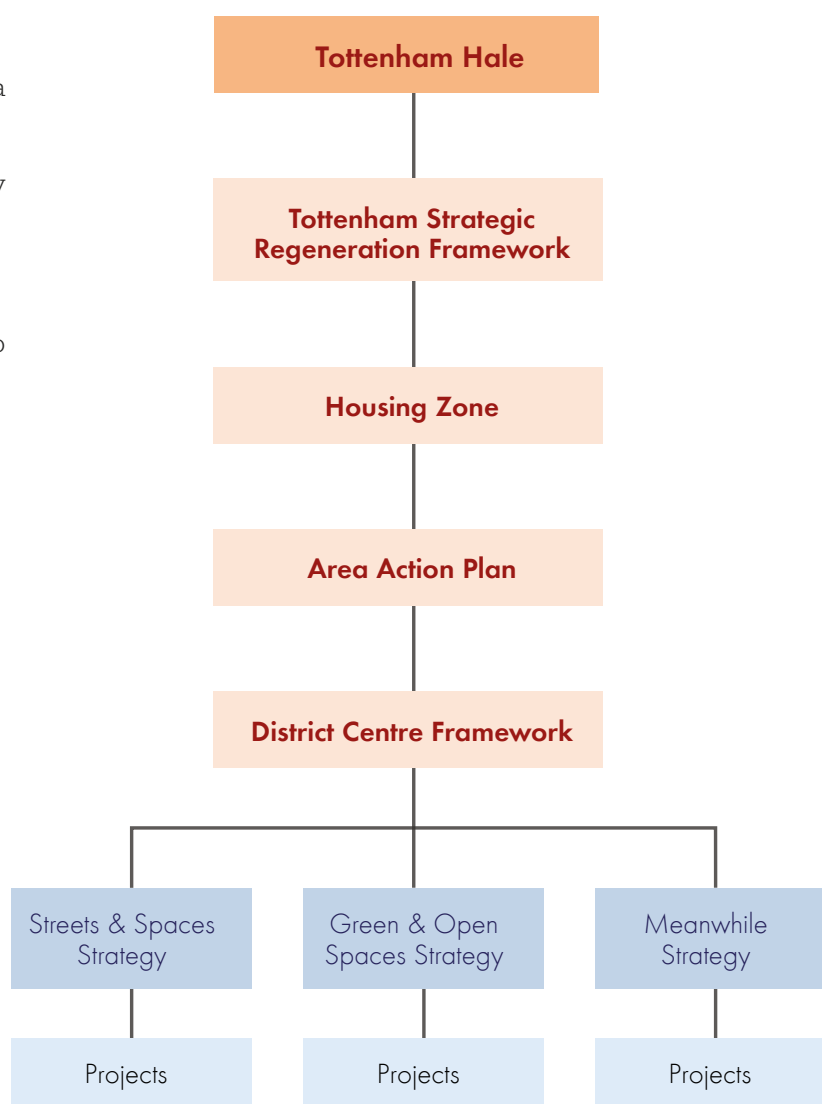 Tottenham Hale
Tottenham Strategic
Regeneration Framework
Housing Zone
Area Action Plan
District Centre Framework
Streets & Spaces
Strategy
Green & Open
Spaces Strategy
Meanwhile
Strategy
Projects
Projects
Projects